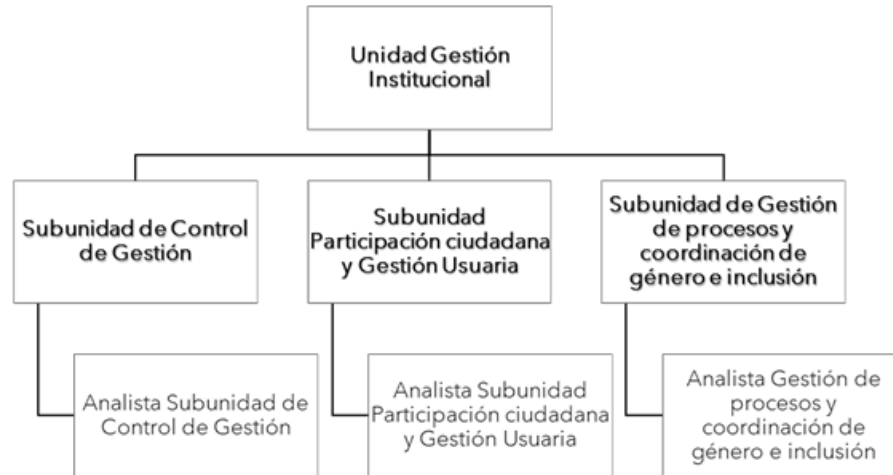 Unidad Gestión
Institucional
Subunidad de Control
de Gestión
Subunidad
Participación ciudadana
y Gestión Usuaria
Subunidad de Gestión
de procesos y
coordinación de
género e inclusión
Analista Subunidad de
Control de Gestión
Analista Subunidad
Participación ciudadana
y Gestión Usuaria
Analista Gestión de
procesos y
coordinación de
género e inclusión